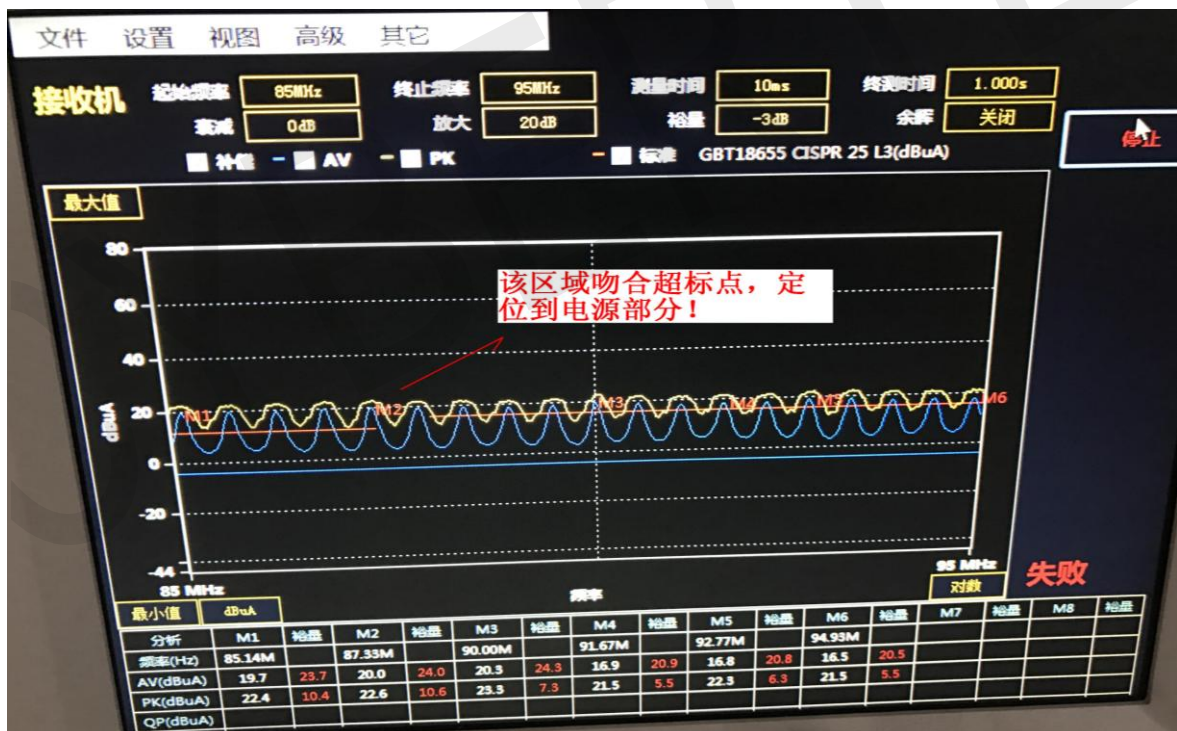 文件 设置 视图 高级 其它
接收机 起始频率 85MHz 终止频率 95MHz 测量时间 10ms 终测时间 1.000s
衰减 0dB 放大 20dB 裕量 -3dB 余晖 关闭
停止
补偿 AV PK 标准 GBT18655 CISPR 25 L3(dBuA)
最大值
80
该区域吻合超标点，定
位到电源部分！
60
40
dBuA 20 M1 M2 M3 M4 M5 M6
0
-20
-44
85 MHz 频率 95 MHz
最小值 dBuA 对数 失败
分析 M1 裕量 M2 裕量 M3 裕量 M4 裕量 M5 裕量 M6 裕量 M7 裕量 M8 裕量
频率(Hz) 85.14M 87.33M 90.00M 91.67M 92.77M 94.93M
AV(dBuA) 19.7 23.7 20.0 24.0 20.3 24.3 16.9 20.9 16.8 20.8 16.5 20.5
PK(dBuA) 22.4 10.4 22.6 10.6 23.3 7.3 21.5 5.5 22.3 6.3 21.5 5.5
QP(dBuA)